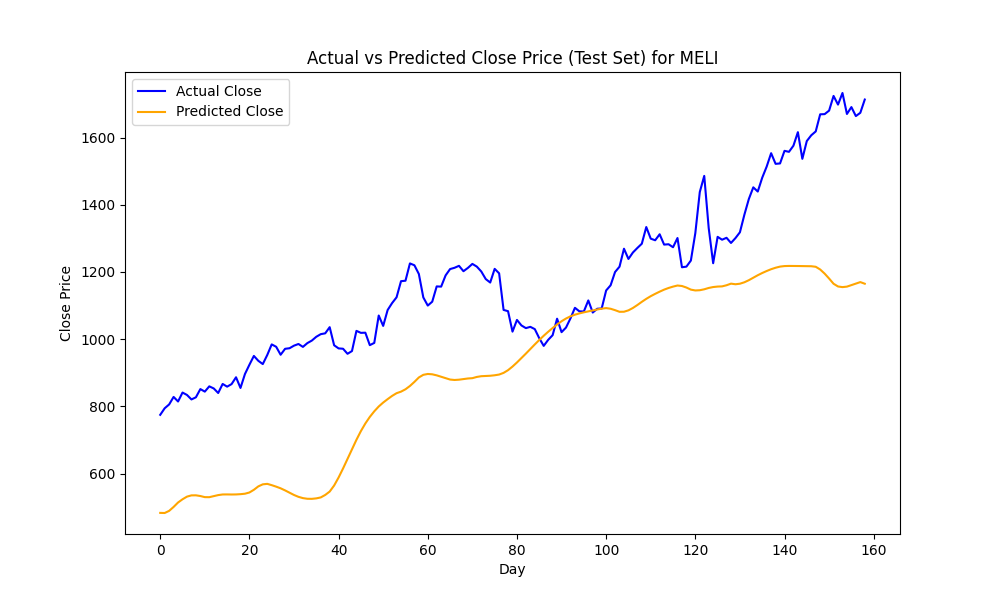 Actual vs Predicted Close Price (Test Set) for MELI
Actual Close
Predicted Close
Close Price
1600
1400
1200
1000
800
600
0 20 40 60 80 100 120 140 160
Day